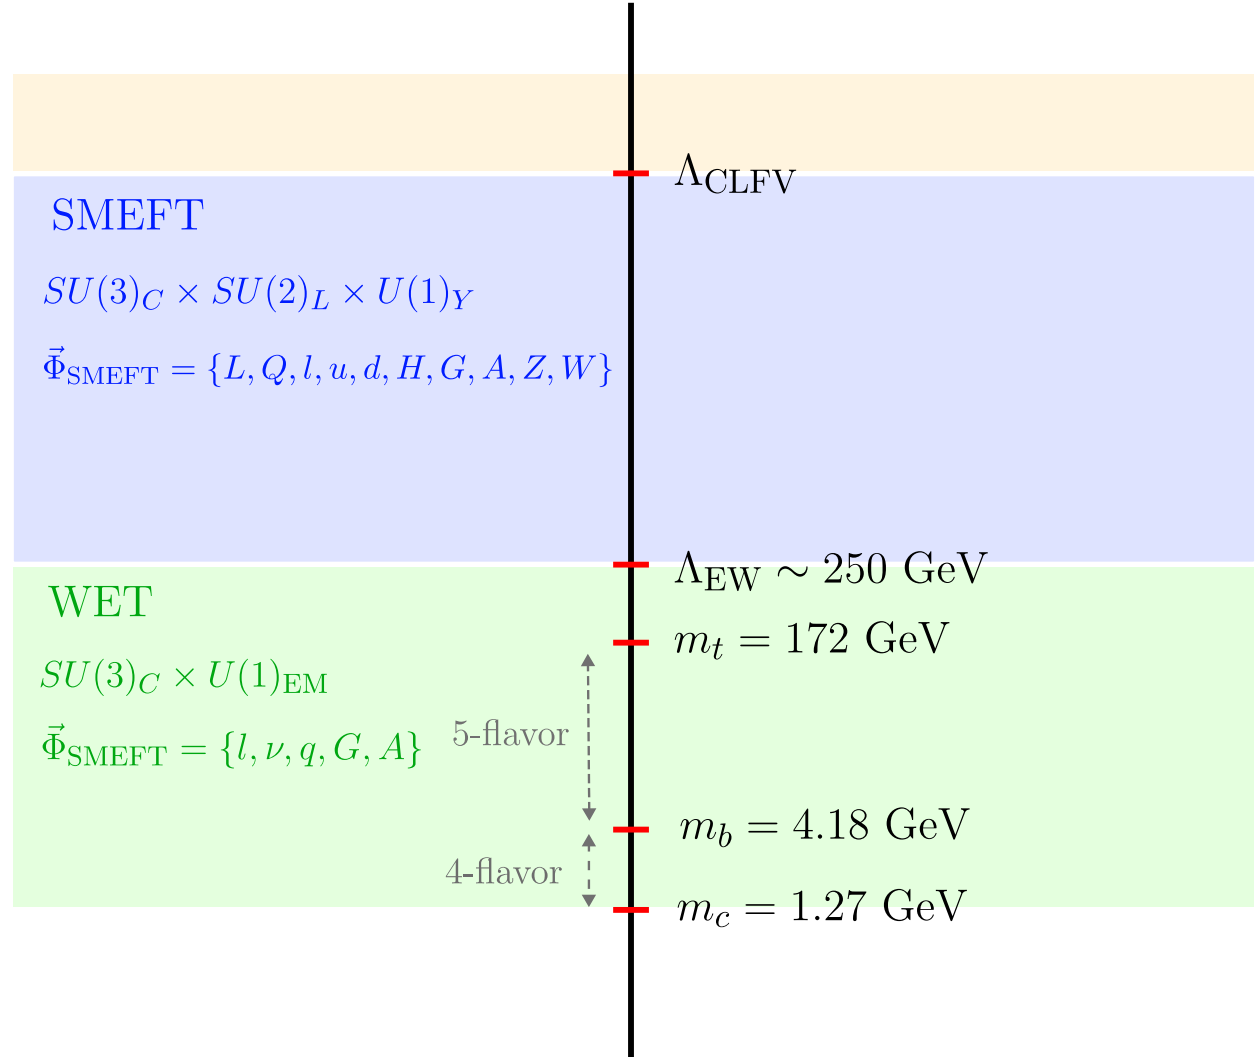 Λ_CLFV
SMEFT
SU(3)_C × SU(2)_L × U(1)_Y
Φ⃗_SMEFT = {L, Q, l, u, d, H, G, A, Z, W}
Λ_EW ∼ 250 GeV
WET
m_t = 172 GeV
SU(3)_C × U(1)_EM
Φ⃗_SMEFT = {l, ν, q, G, A}
5-flavor
m_b = 4.18 GeV
4-flavor
m_c = 1.27 GeV